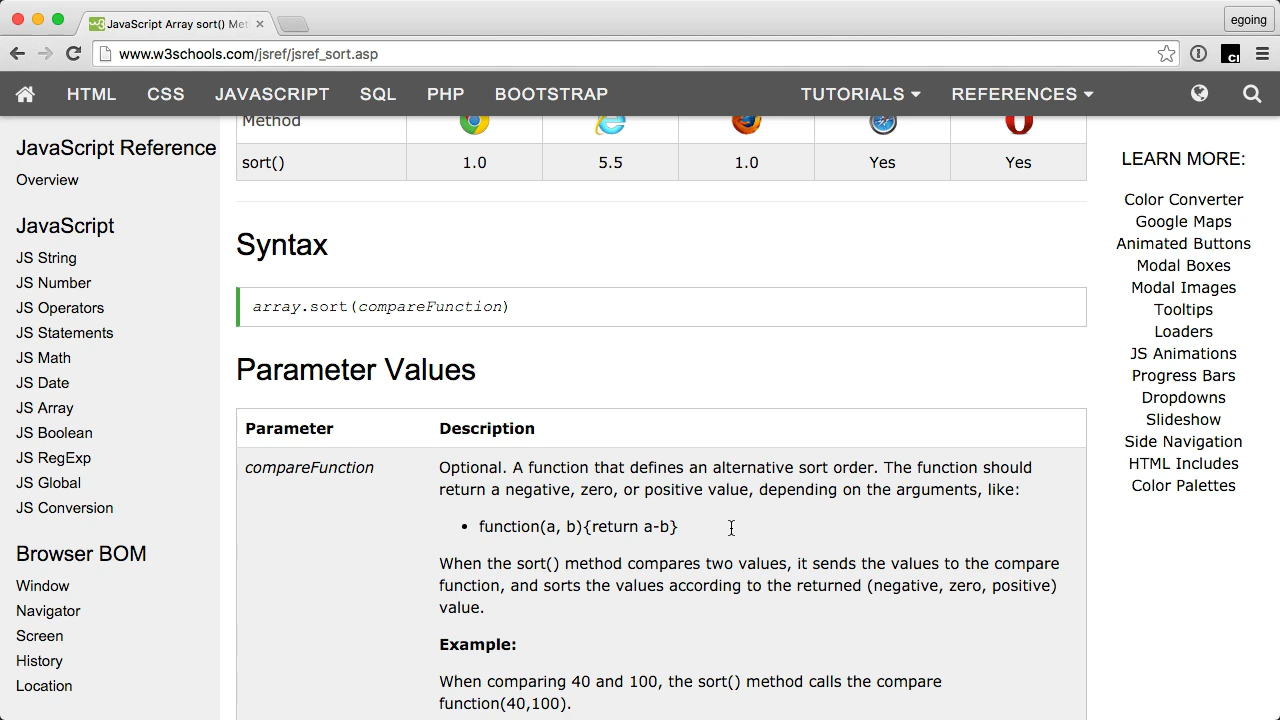 JavaScript Array sort() Met
egoing
www.w3schools.com/jsref/jsref_sort.asp
HTML CSS JAVASCRIPT SQL PHP BOOTSTRAP TUTORIALS REFERENCES
JavaScript Reference
Overview
JavaScript
JS String
JS Number
JS Operators
JS Statements
JS Math
JS Date
JS Array
JS Boolean
JS RegExp
JS Global
JS Conversion
Browser BOM
Window
Navigator
Screen
History
Location
Method
sort() 1.0 5.5 1.0 Yes Yes
Syntax
array.sort(compareFunction)
Parameter Values
Parameter Description
compareFunction Optional. A function that defines an alternative sort order. The function should
return a negative, zero, or positive value, depending on the arguments, like:
• function(a, b){return a-b}
When the sort() method compares two values, it sends the values to the compare
function, and sorts the values according to the returned (negative, zero, positive)
value.
Example:
When comparing 40 and 100, the sort() method calls the compare
function(40,100).
LEARN MORE:
Color Converter
Google Maps
Animated Buttons
Modal Boxes
Modal Images
Tooltips
Loaders
JS Animations
Progress Bars
Dropdowns
Slideshow
Side Navigation
HTML Includes
Color Palettes